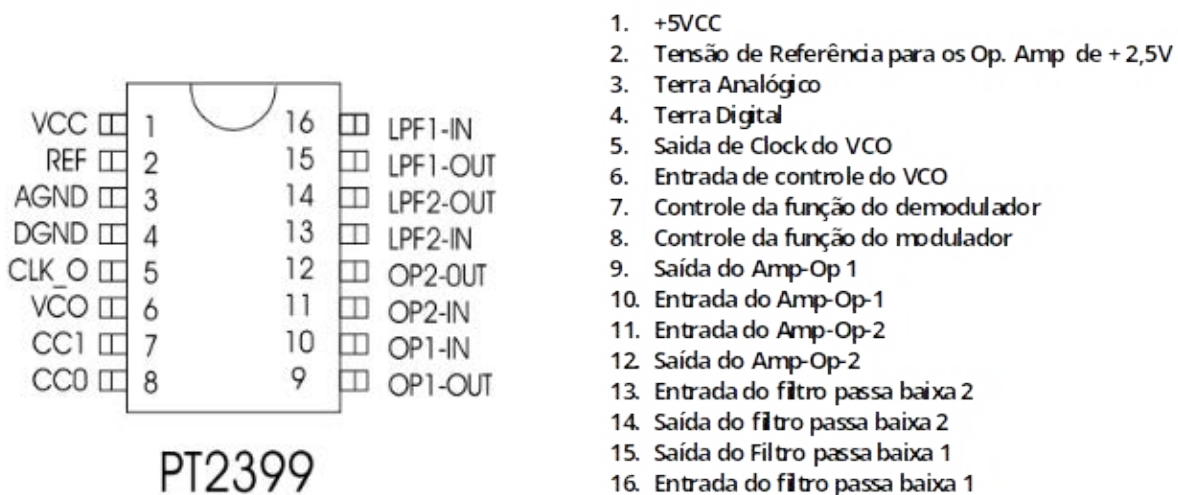 VCC 1
REF 2
AGND 3
DGND 4
CLK_O 5
VCO 6
CC1 7
CC0 8
16 LPF1-IN
15 LPF1-OUT
14 LPF2-OUT
13 LPF2-IN
12 OP2-0UT
11 OP2-IN
10 OP1-IN
9 OP1-OUT
PT2399
1. +5VCC
2. Tensão de Referência para os Op. Amp de + 2,5V
3. Terra Analógico
4. Terra Digital
5. Saida de Clock do VCO
6. Entrada de controle do VCO
7. Controle da função do demodulador
8. Controle da função do modulador
9. Saída do Amp-Op 1
10. Entrada do Amp-Op-1
11. Entrada do Amp-Op-2
12. Saída do Amp-Op-2
13. Entrada do filtro passa baixa 2
14. Saída do filtro passa baixa 2
15. Saída do Filtro passa baixa 1
16. Entrada do filtro passa baixa 1